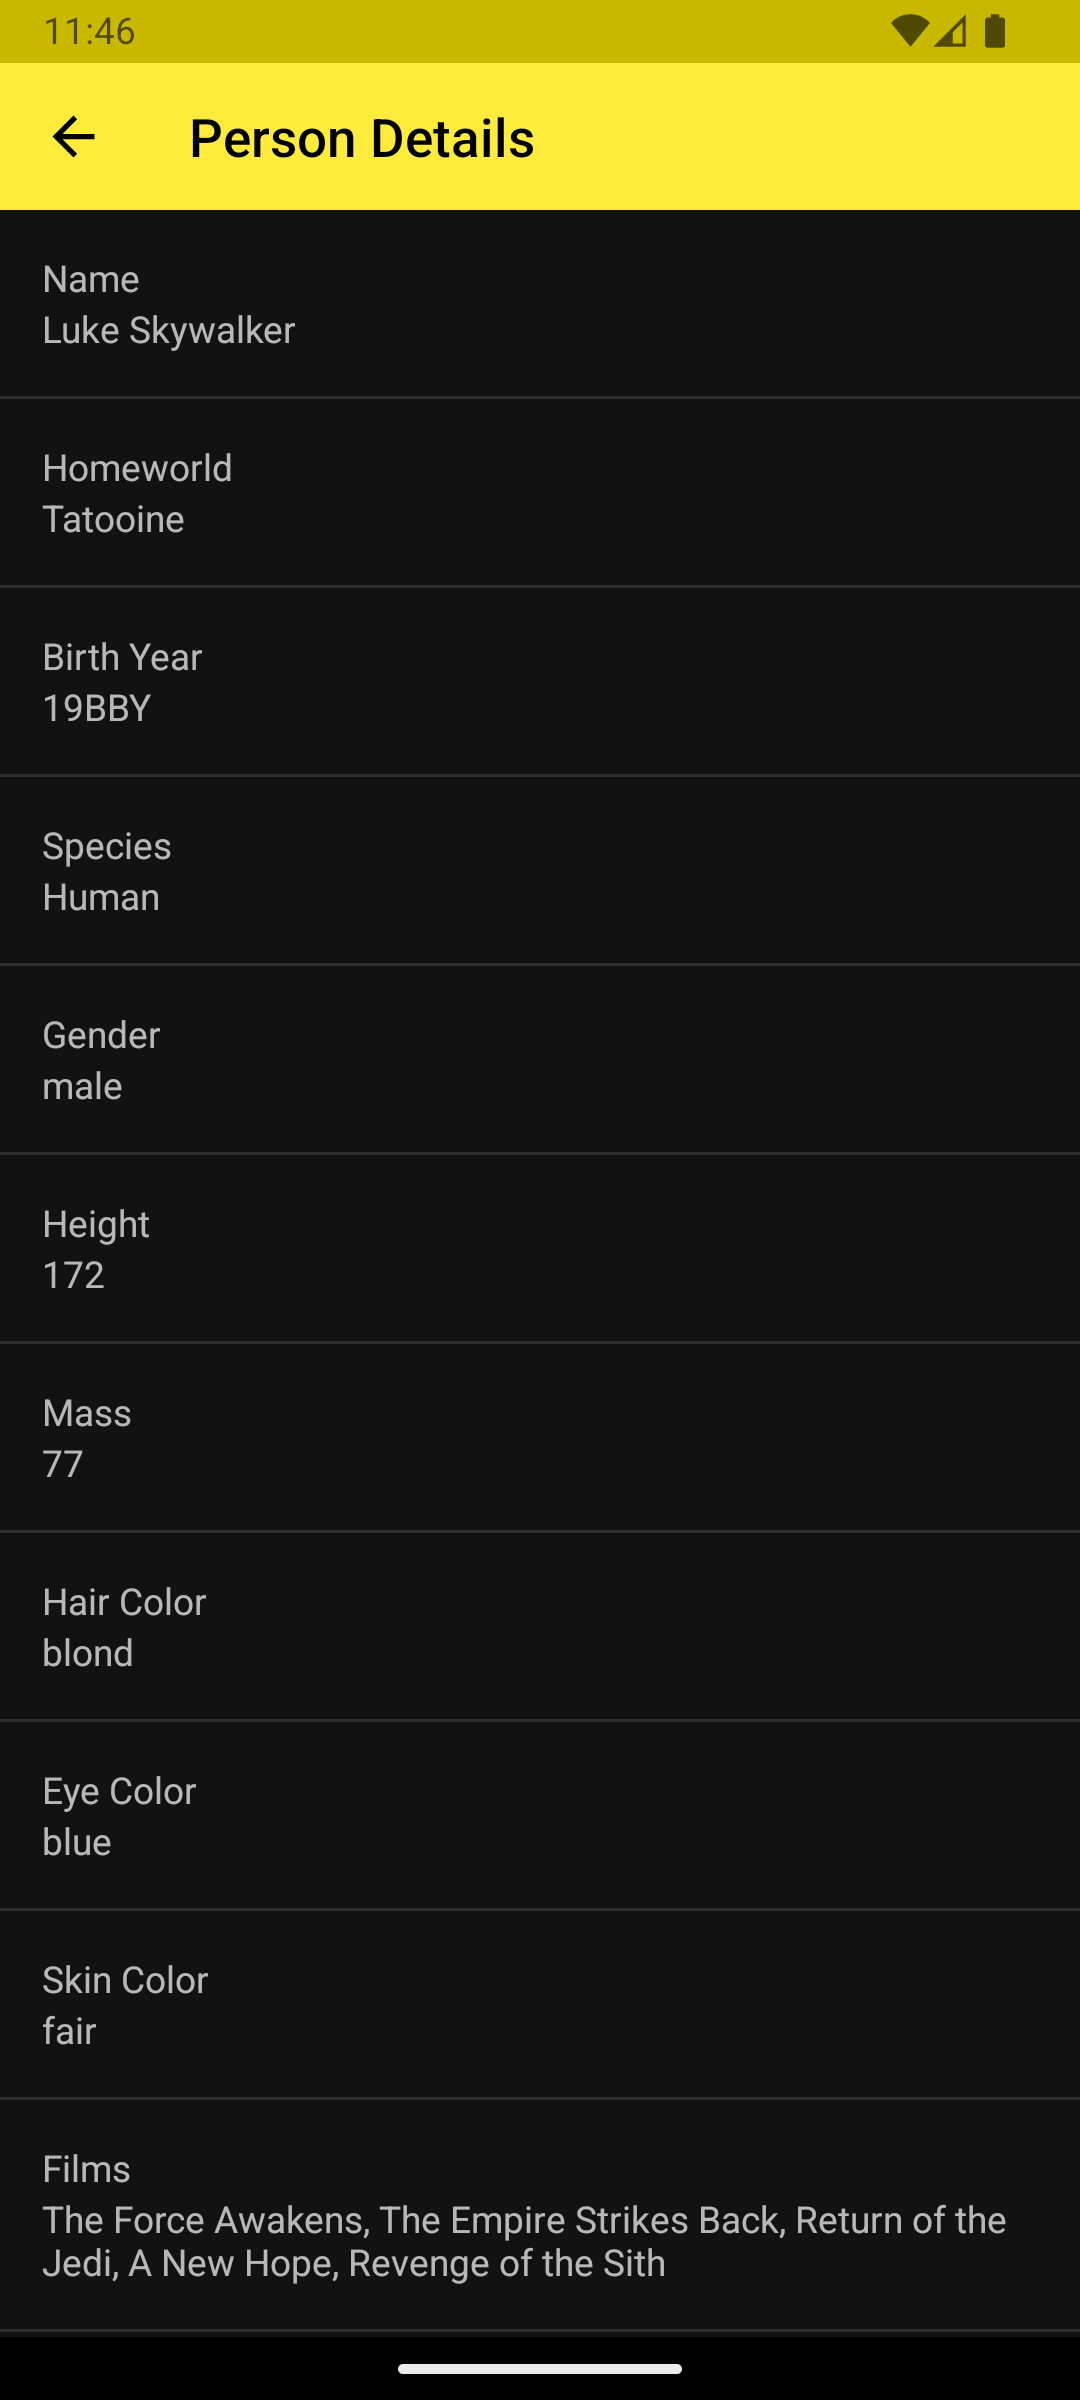 11:46
Person Details
Name
Luke Skywalker
Homeworld
Tatooine
Birth Year
19BBY
Species
Human
Gender
male
Height
172
Mass
77
Hair Color
blond
Eye Color
blue
Skin Color
fair
Films
The Force Awakens, The Empire Strikes Back, Return of the
Jedi, A New Hope, Revenge of the Sith